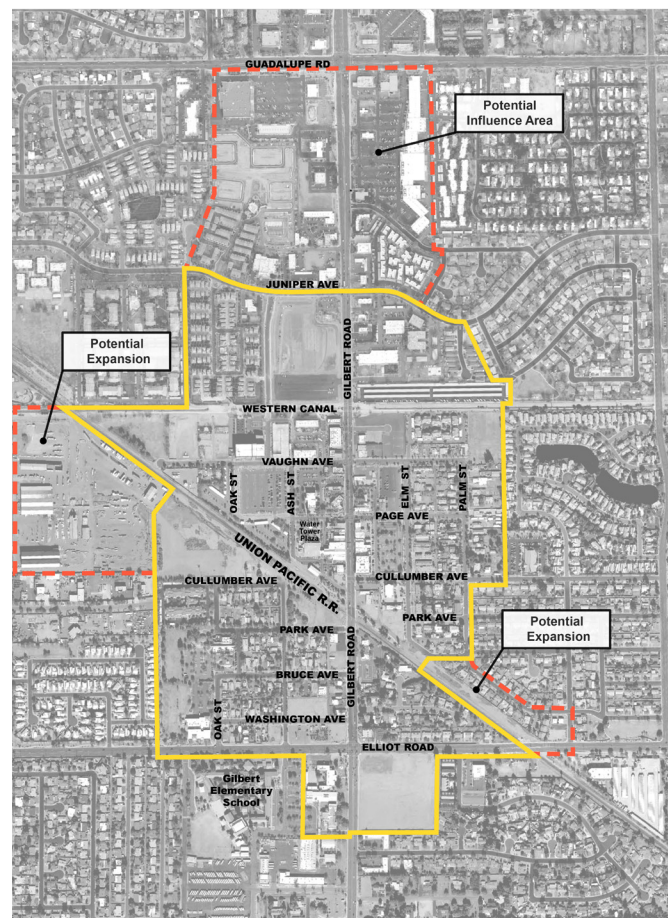 GUADALUPE RD
Potential
Influence Area
JUNIPER AVE
Potential
Expansion
GILBERT ROAD
WESTERN CANAL
VAUGHN AVE
OAK ST
ASH ST
ELM ST
PALM ST
PAGE AVE
Water
Tower
Plaza
UNION PACIFIC R.R.
CULLUMBER AVE
CULLUMBER AVE
PARK AVE
PARK AVE
Potential
Expansion
GILBERT ROAD
BRUCE AVE
OAK ST
WASHINGTON AVE
ELLIOT ROAD
Gilbert
Elementary
School